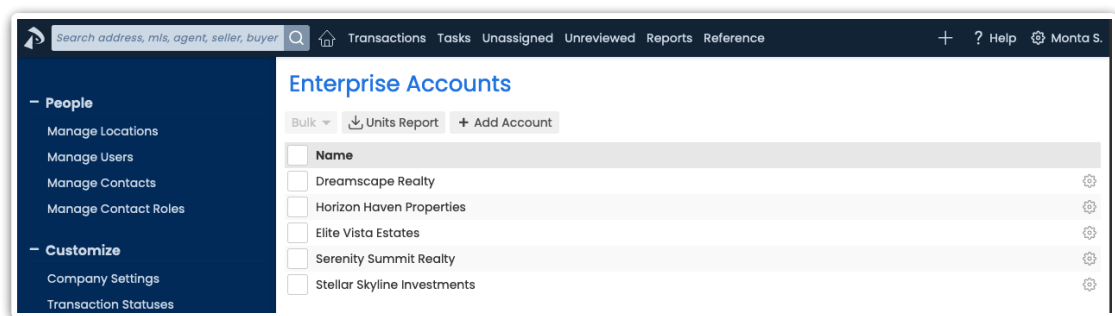 Search address, mls, agent, seller, buyer
Transactions Tasks Unassigned Unreviewed Reports Reference
+ ? Help Monta S.
− People
Manage Locations
Manage Users
Manage Contacts
Manage Contact Roles
− Customize
Company Settings
Transaction Statuses
Enterprise Accounts
Bulk Units Report + Add Account
Name
Dreamscape Realty
Horizon Haven Properties
Elite Vista Estates
Serenity Summit Realty
Stellar Skyline Investments